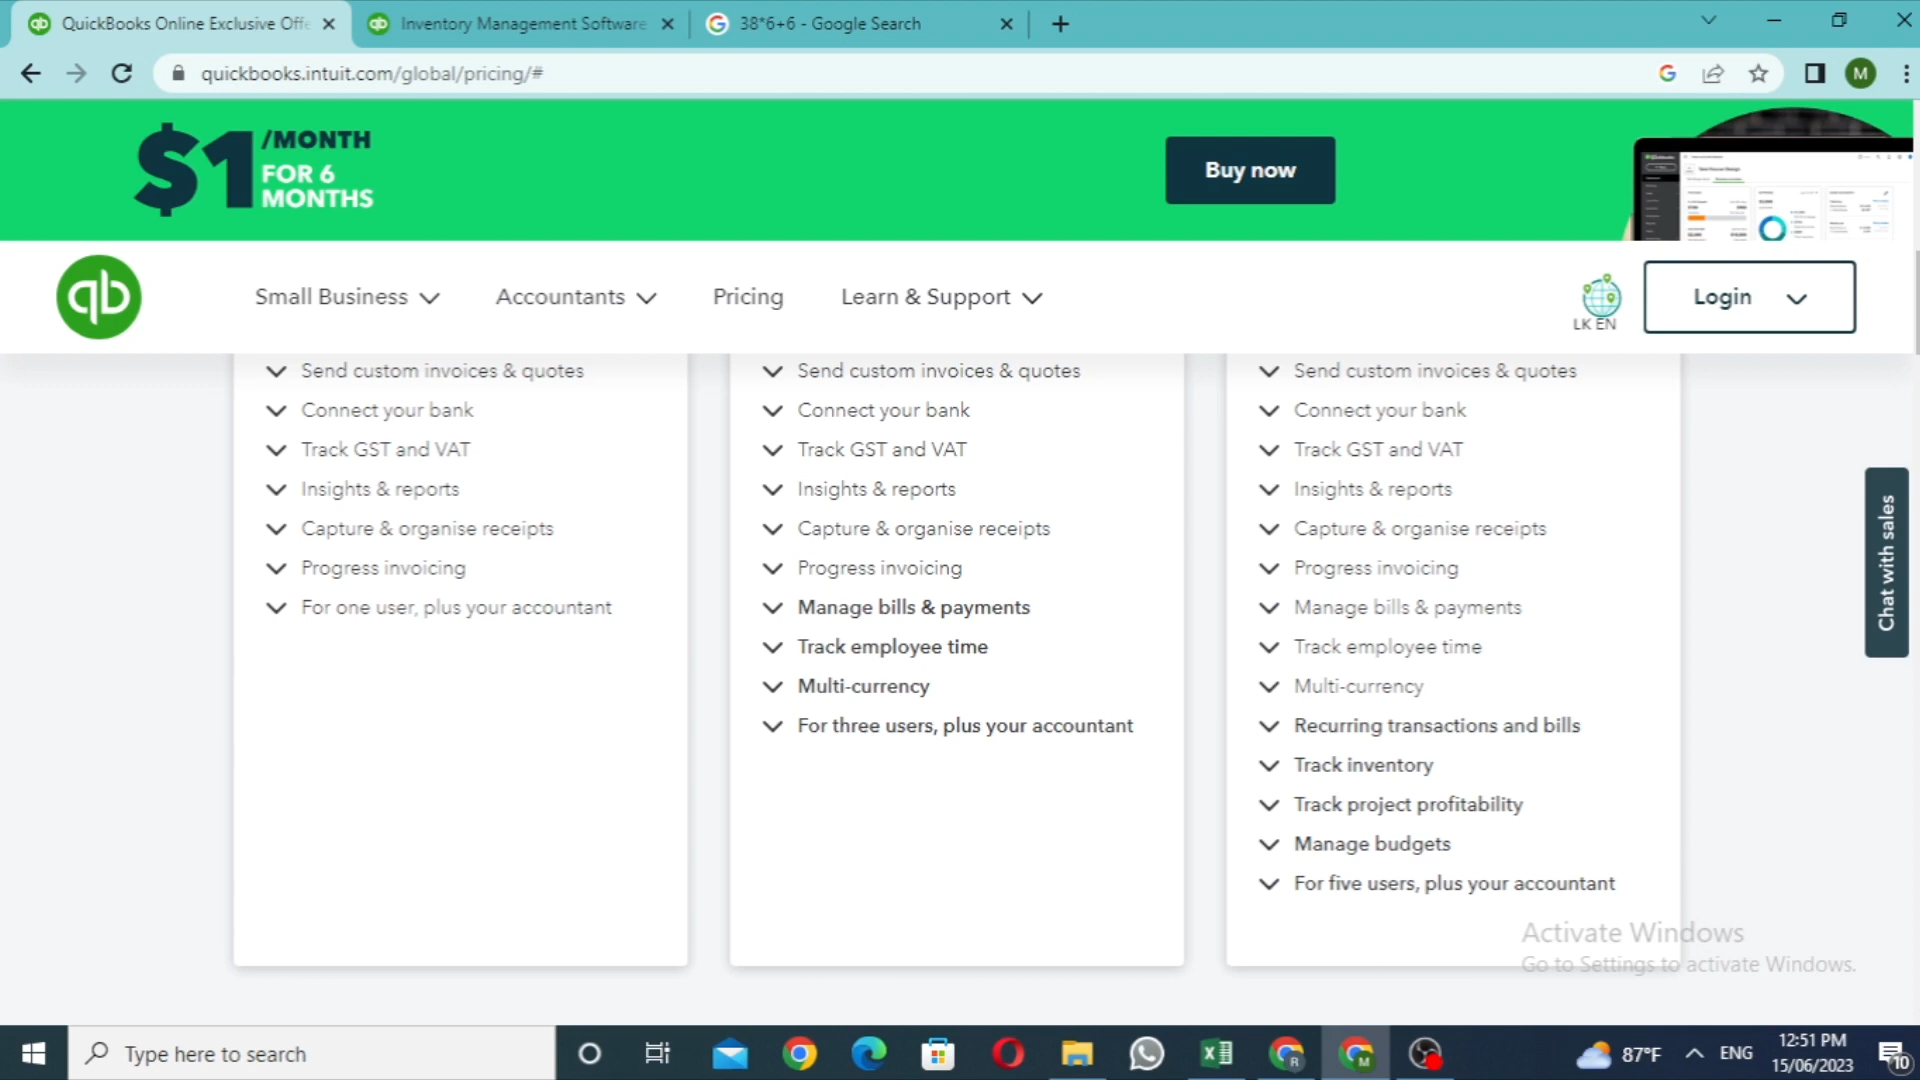 QuickBooks Online Exclusive Offe
Inventory Management Software
38*6+6 - Google Search
quickbooks.intuit.com/global/pricing/#
M
$1
/MONTH
FOR 6
MONTHS
Buy now
qb
Small Business
Accountants
Pricing
Learn & Support
LK EN
Login
Send custom invoices & quotes
Connect your bank
Track GST and VAT
Insights & reports
Capture & organise receipts
Progress invoicing
For one user, plus your accountant
Send custom invoices & quotes
Connect your bank
Track GST and VAT
Insights & reports
Capture & organise receipts
Progress invoicing
Manage bills & payments
Track employee time
Multi-currency
For three users, plus your accountant
Send custom invoices & quotes
Connect your bank
Track GST and VAT
Insights & reports
Capture & organise receipts
Progress invoicing
Manage bills & payments
Track employee time
Multi-currency
Recurring transactions and bills
Track inventory
Track project profitability
Manage budgets
For five users, plus your accountant
Chat with sales
Activate Windows
Go to Settings to activate Windows.
Type here to search
R
M
87°F
ENG
12:51 PM
15/06/2023
10